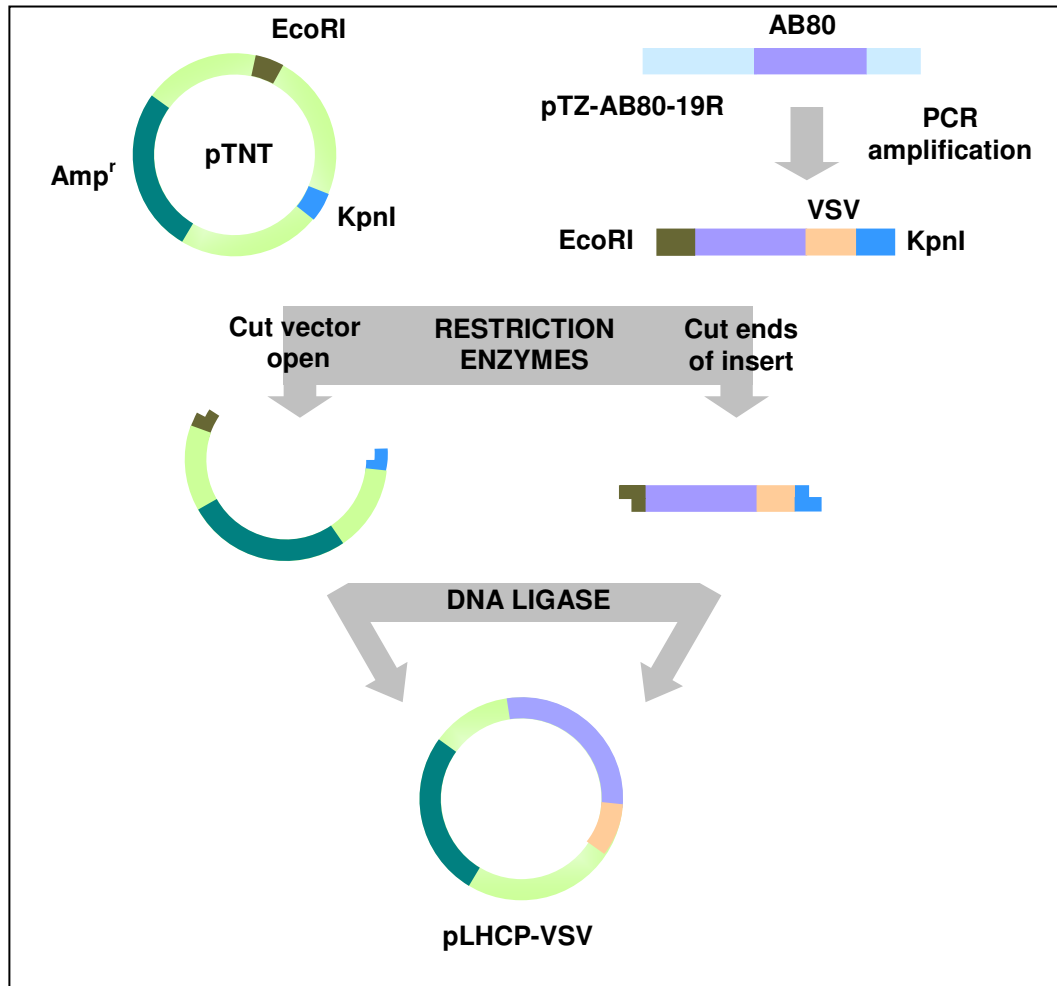 EcoRI
AB80
pTZ-AB80-19R
pTNT
PCR
amplification
Ampʳ
KpnI
VSV
EcoRI
KpnI
Cut vector
open
RESTRICTION
ENZYMES
Cut ends
of insert
DNA LIGASE
pLHCP-VSV